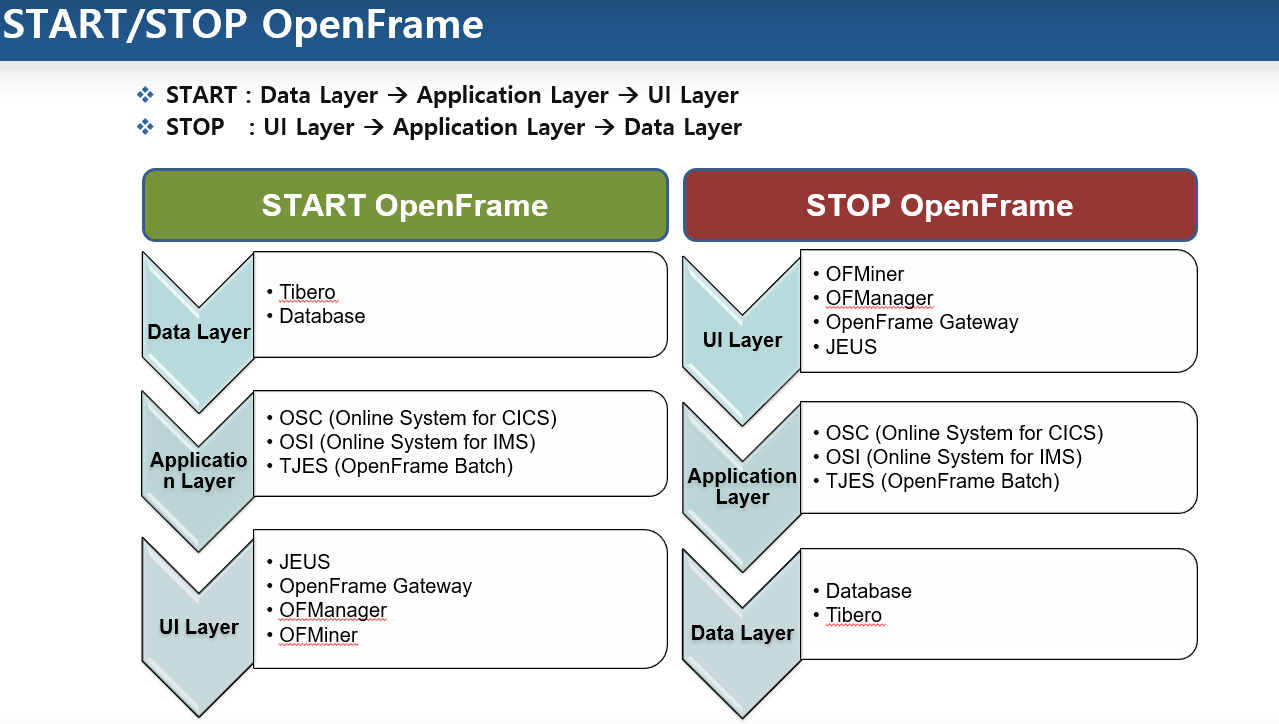 START/STOP OpenFrame
❖ START : Data Layer → Application Layer → UI Layer
❖ STOP : UI Layer → Application Layer → Data Layer
START OpenFrame
Data Layer
• Tibero
• Database
Applicatio
n Layer
• OSC (Online System for CICS)
• OSI (Online System for IMS)
• TJES (OpenFrame Batch)
UI Layer
• JEUS
• OpenFrame Gateway
• OFManager
• OFMiner
STOP OpenFrame
UI Layer
• OFMiner
• OFManager
• OpenFrame Gateway
• JEUS
Application
Layer
• OSC (Online System for CICS)
• OSI (Online System for IMS)
• TJES (OpenFrame Batch)
Data Layer
• Database
• Tibero